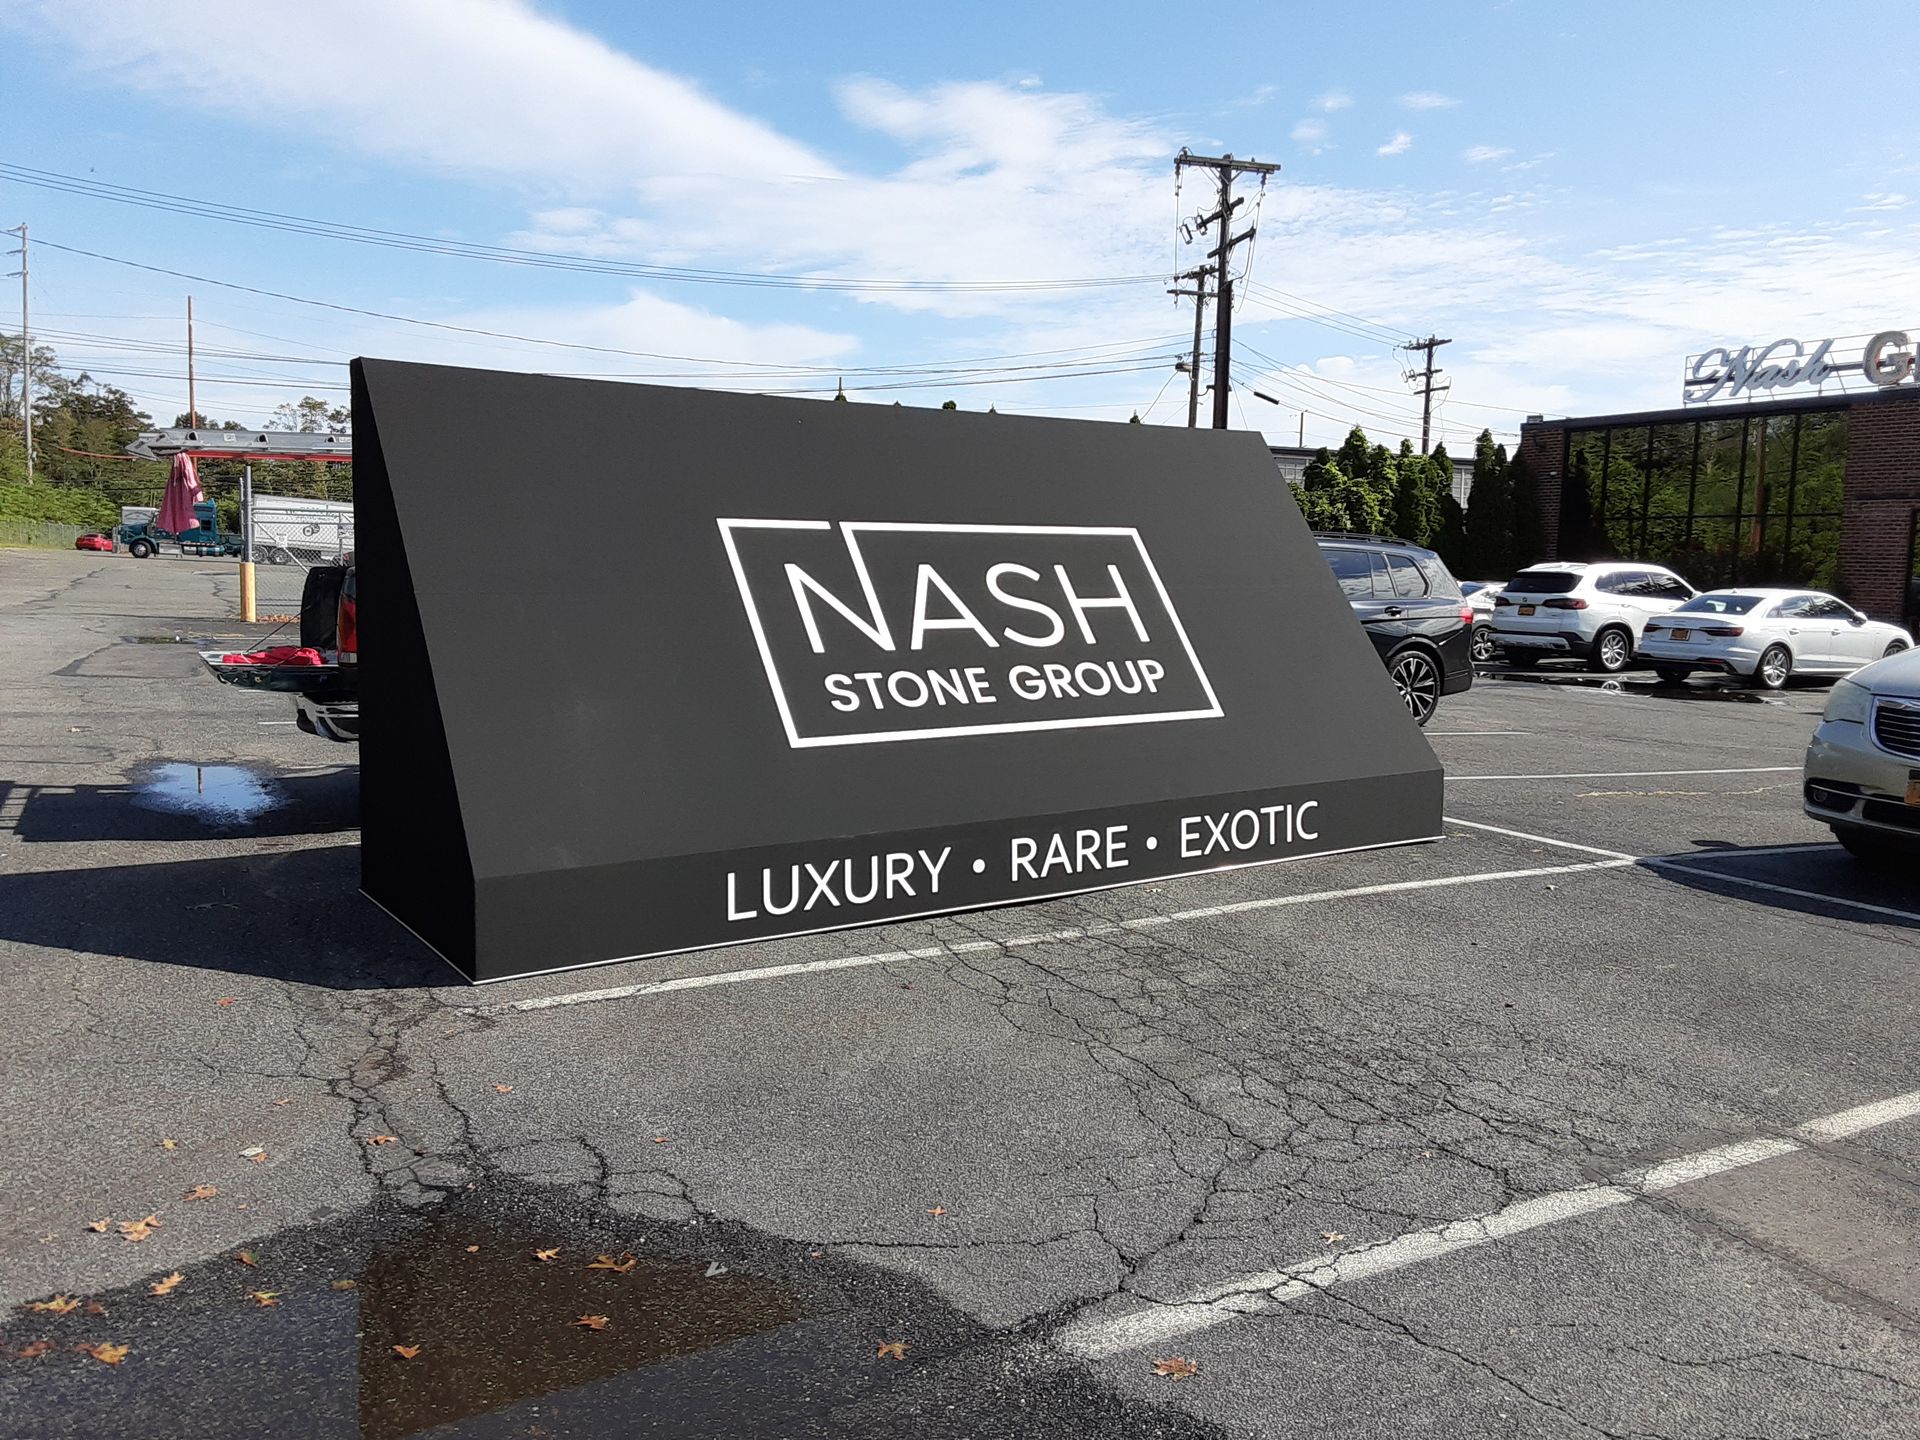 NASH
STONE GROUP
LUXURY • RARE • EXOTIC
Nash